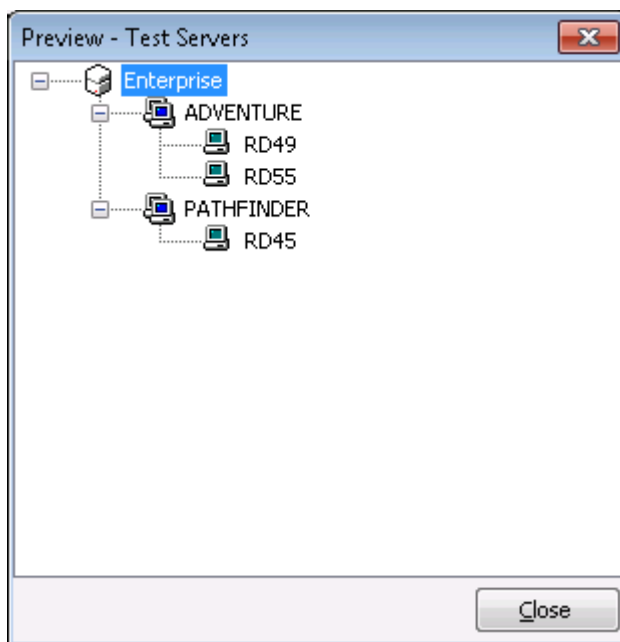 Preview - Test Servers
Enterprise
ADVENTURE
RD49
RD55
PATHFINDER
RD45
Close